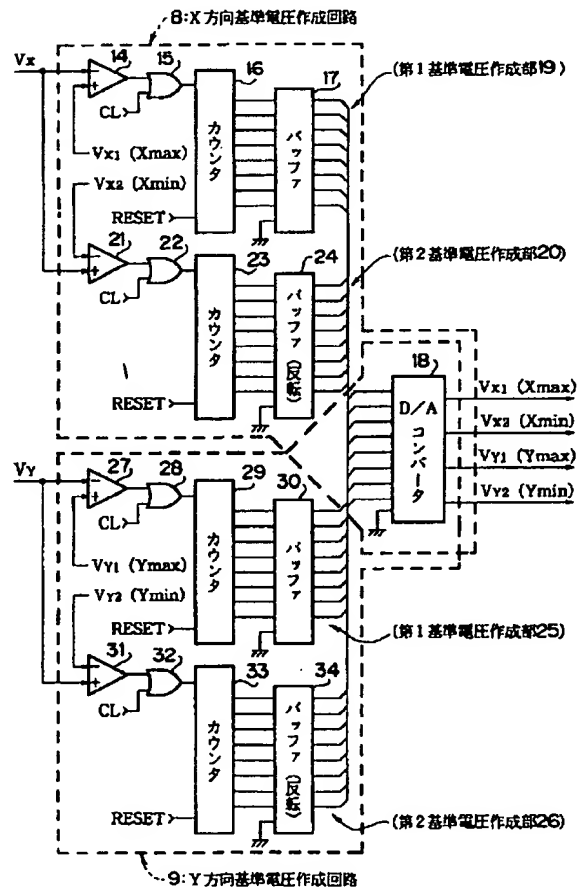 8:X方向基準電圧作成回路
Vx
14
15
16
17
(第1基準電圧作成部19)
CL
カウンタ
バッファ
Vx1 (Xmax)
Vx2 (Xmin)
RESET
21
22
23
24
(第2基準電圧作成部20)
CL
カウンタ
バッファ(反転)
RESET
18
D/Aコンバータ
Vx1 (Xmax)
Vx2 (Xmin)
VY1 (Ymax)
VY2 (Ymin)
VY
27
28
29
30
CL
カウンタ
バッファ
VY1 (Ymax)
VY2 (Ymin)
RESET
(第1基準電圧作成部25)
31
32
33
34
CL
カウンタ
バッファ(反転)
RESET
(第2基準電圧作成部26)
9:Y方向基準電圧作成回路